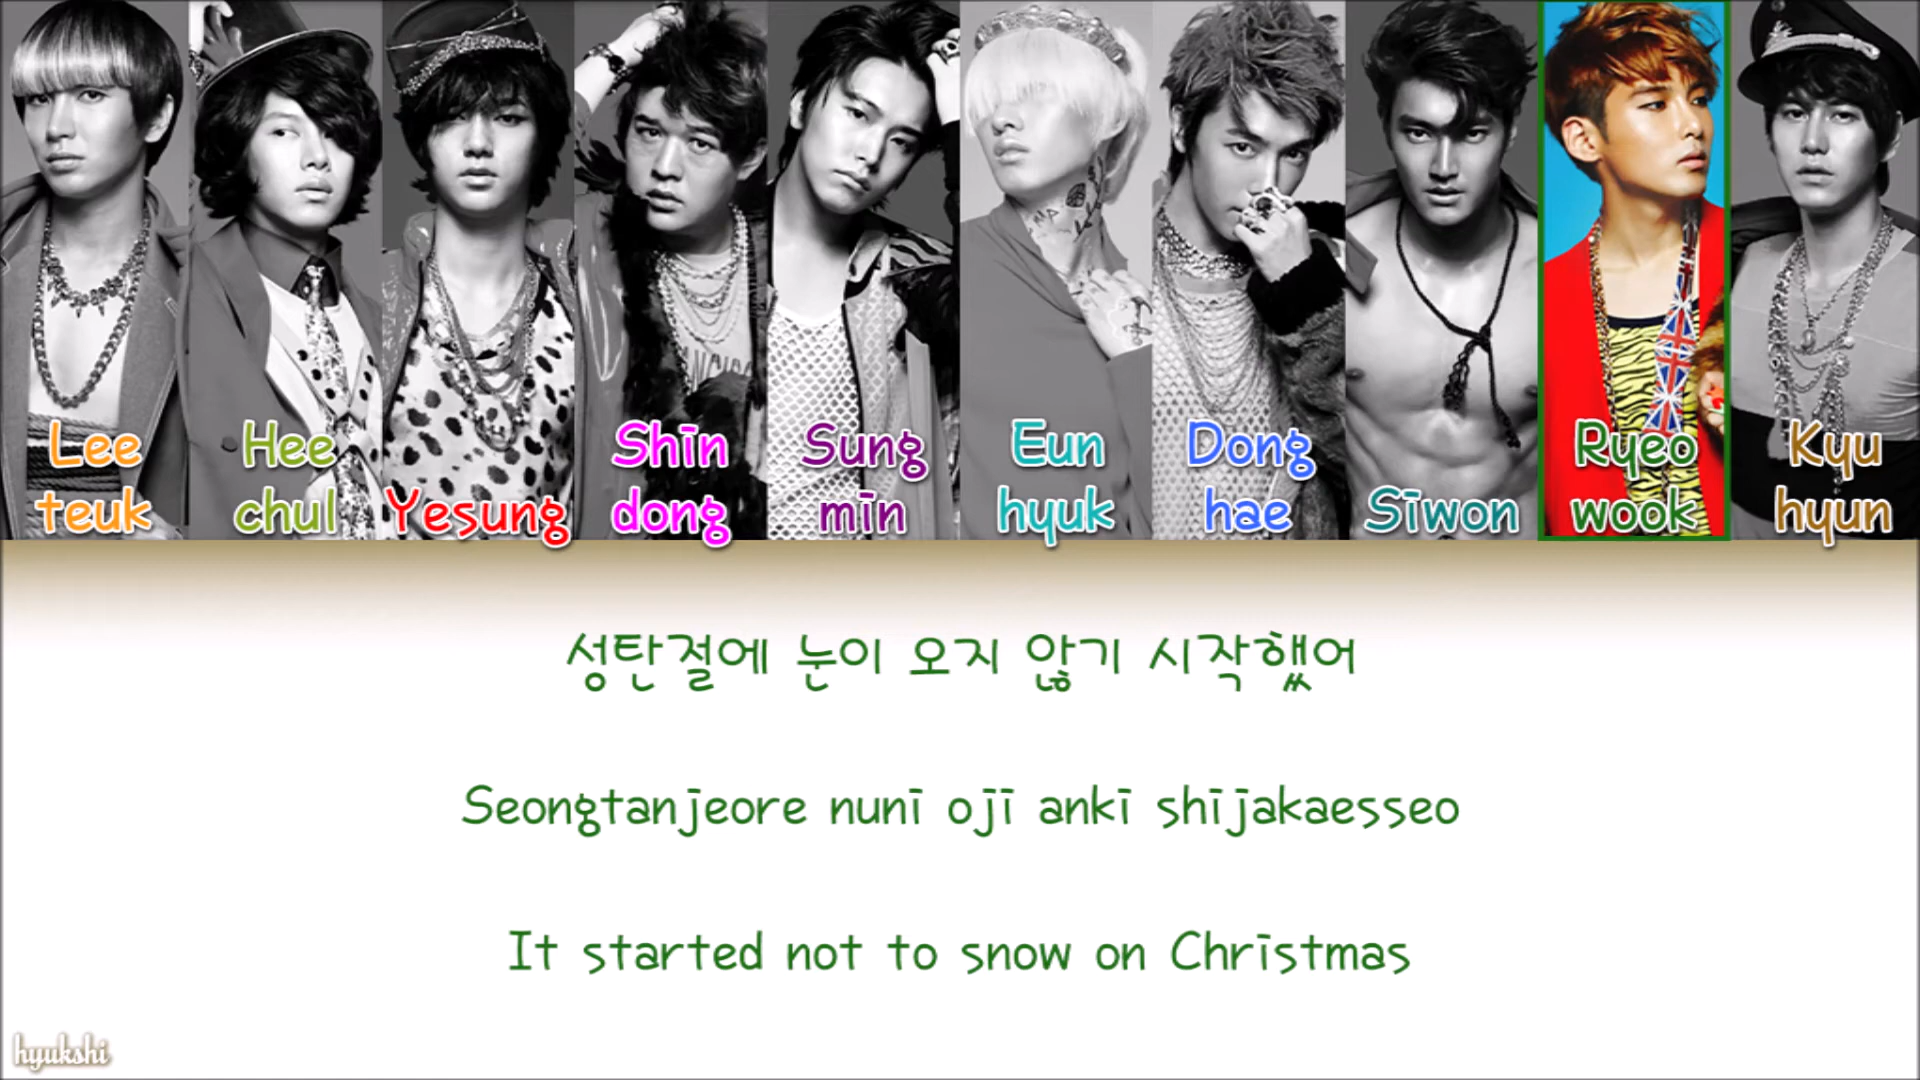 Lee
teuk
Hee
chul
Yesung
Shin
dong
Sung
min
Eun
hyuk
Dong
hae
Siwon
Ryeo
wook
Kyu
hyun
성탄절에 눈이 오지 않기 시작했어
Seongtanjeore nuni oji anki shijakaesseo
It started not to snow on Christmas
hyukshi